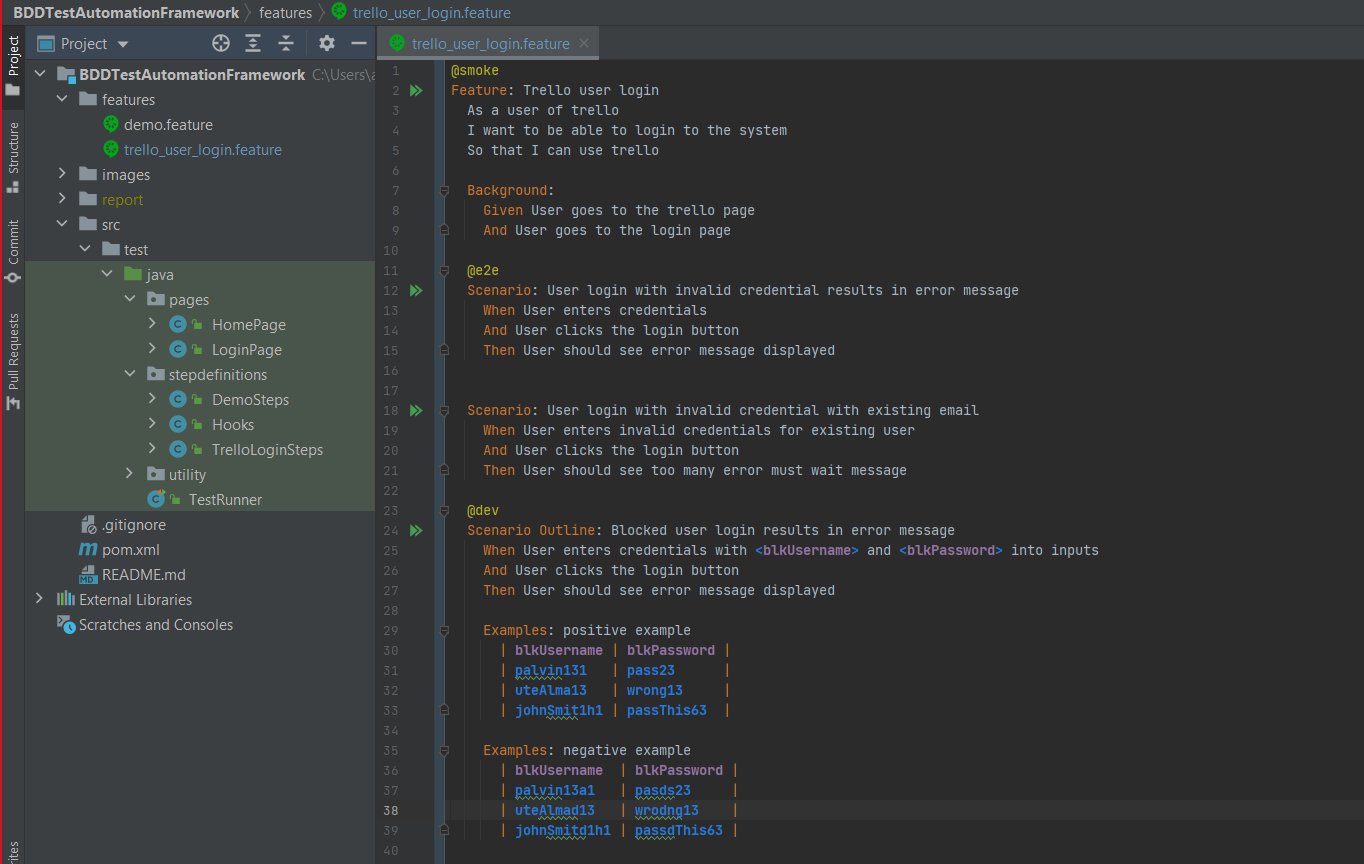 BDDTestAutomationFramework features trello_user_login.feature
Project
trello_user_login.feature
Project
Structure
Commit
Pull Requests
BDDTestAutomationFramework C:\Users\a
features
demo.feature
trello_user_login.feature
images
report
src
test
java
pages
HomePage
LoginPage
stepdefinitions
DemoSteps
Hooks
TrelloLoginSteps
utility
TestRunner
.gitignore
pom.xml
README.md
External Libraries
Scratches and Consoles
1 @smoke
2 Feature: Trello user login
3 As a user of trello
4 I want to be able to login to the system
5 So that I can use trello
6
7 Background:
8 Given User goes to the trello page
9 And User goes to the login page
10
11 @e2e
12 Scenario: User login with invalid credential results in error message
13 When User enters credentials
14 And User clicks the login button
15 Then User should see error message displayed
16
17
18 Scenario: User login with invalid credential with existing email
19 When User enters invalid credentials for existing user
20 And User clicks the login button
21 Then User should see too many error must wait message
22
23 @dev
24 Scenario Outline: Blocked user login results in error message
25 When User enters credentials with <blkUsername> and <blkPassword> into inputs
26 And User clicks the login button
27 Then User should see error message displayed
28
29 Examples: positive example
30 | blkUsername | blkPassword |
31 | palvin131 | pass23 |
32 | uteAlma13 | wrong13 |
33 | johnSmit1h1 | passThis63 |
34
35 Examples: negative example
36 | blkUsername | blkPassword |
37 | palvin13a1 | pasds23 |
38 | uteAlmad13 | wrodng13 |
39 | johnSmitd1h1 | passdThis63 |
40